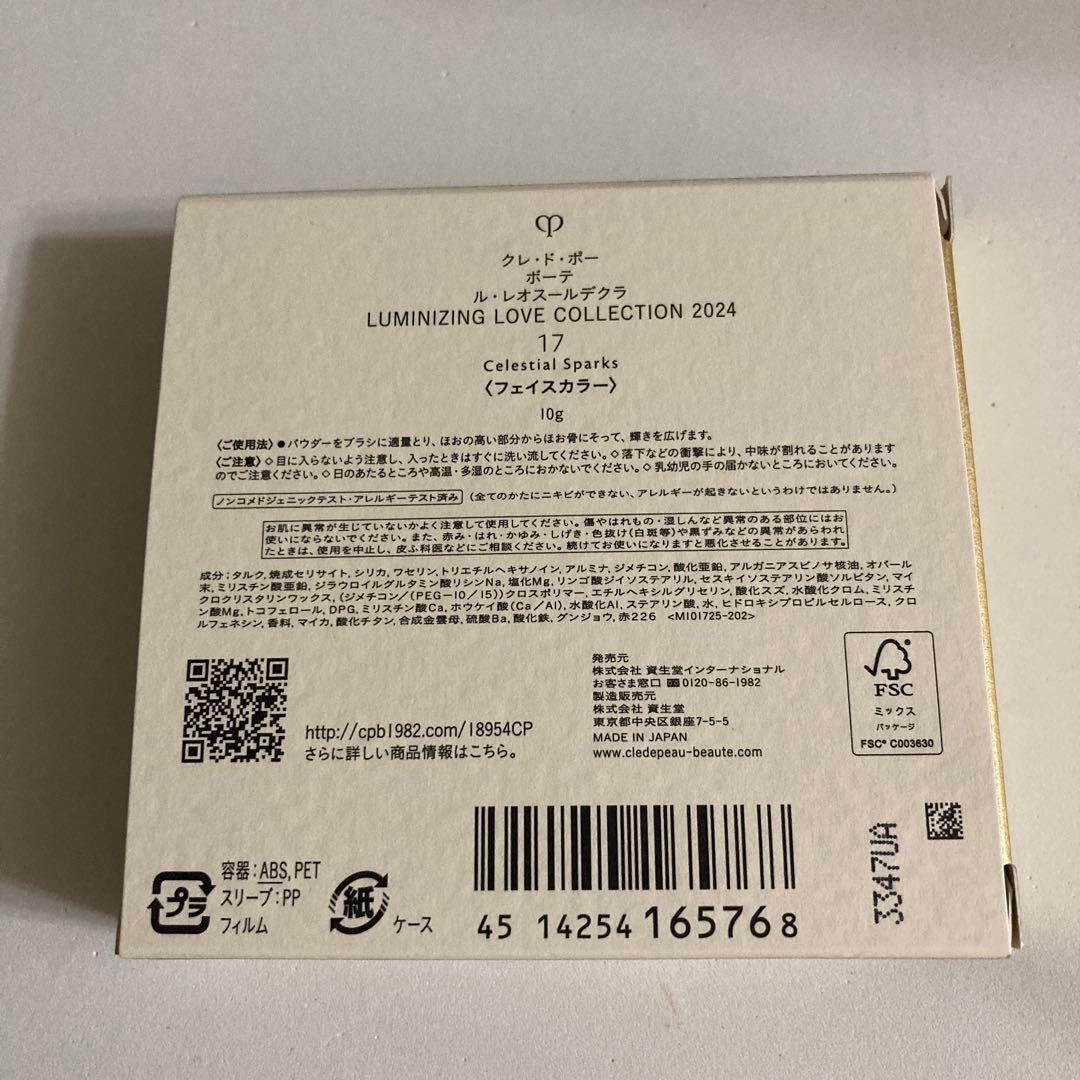 クレ・ド・ポー
ボーテ
ル・レオスールデクラ
LUMINIZING LOVE COLLECTION 2024
17
Celestial Sparks
〈フェイスカラー〉
10g
〈ご使用法〉●パウダーをブラシに適量とり、ほおの高い部分からほお骨にそって、輝きを広げます。
〈ご注意〉◇目に入らないよう注意し、入ったときはすぐに洗い流してください。◇落下などの衝撃により、中味が割れることがあります
のでご注意ください。◇日のあたるところや高温・多湿のところにおかないでください。◇乳幼児の手の届かないところにおいてください。
ノンコメドジェニックテスト・アレルギーテスト済み (全てのかたにニキビができない、アレルギーが起きないというわけではありません。)
お肌に異常が生じていないかよく注意して使用してください。傷やはれもの・湿しんなど異常のある部位にはお
使いにならないでください。また、赤み・はれ・かゆみ・しげき・色抜け(白斑等)や黒ずみなどの異常があらわれ
たときは、使用を中止し、皮ふ科医などにご相談ください。続けてお使いになりますと悪化することがあります。
成分:タルク,焼成セリサイト,シリカ,ワセリン,トリエチルヘキサノイン,アルミナ,ジメチコン,酸化亜鉛,アルガニアスピノサ核油,オパール
末,ミリスチン酸亜鉛,ジラウロイルグルタミン酸リシンNa,塩化Mg,リンゴ酸ジイソステアリル,セスキイソステアリン酸ソルビタン,マイ
クロクリスタリンワックス,(ジメチコン/(PEG-10/15))クロスポリマー,エチルヘキシルグリセリン,酸化スズ,水酸化クロム,ミリスチ
ン酸Mg,トコフェロール,DPG,ミリスチン酸Ca,ホウケイ酸(Ca/Al),水酸化Al,ステアリン酸,水,ヒドロキシプロピルセルロース,クロ
ルフェネシン,香料,マイカ,酸化チタン,合成金雲母,硫酸Ba,酸化鉄,グンジョウ,赤226 <M101725-202>
発売元
株式会社 資生堂インターナショナル
お客さま窓口 0120-86-1982
製造販売元
株式会社 資生堂
東京都中央区銀座7-5-5
MADE IN JAPAN
www.cledepeau-beaute.com
http://cpb1982.com/18954CP
さらに詳しい商品情報はこちら。
FSC
ミックス
パッケージ
FSC® C003630
プラ
容器:ABS,PET
スリーブ:PP
フィルム
紙
ケース
45 14254 165768
3347UA